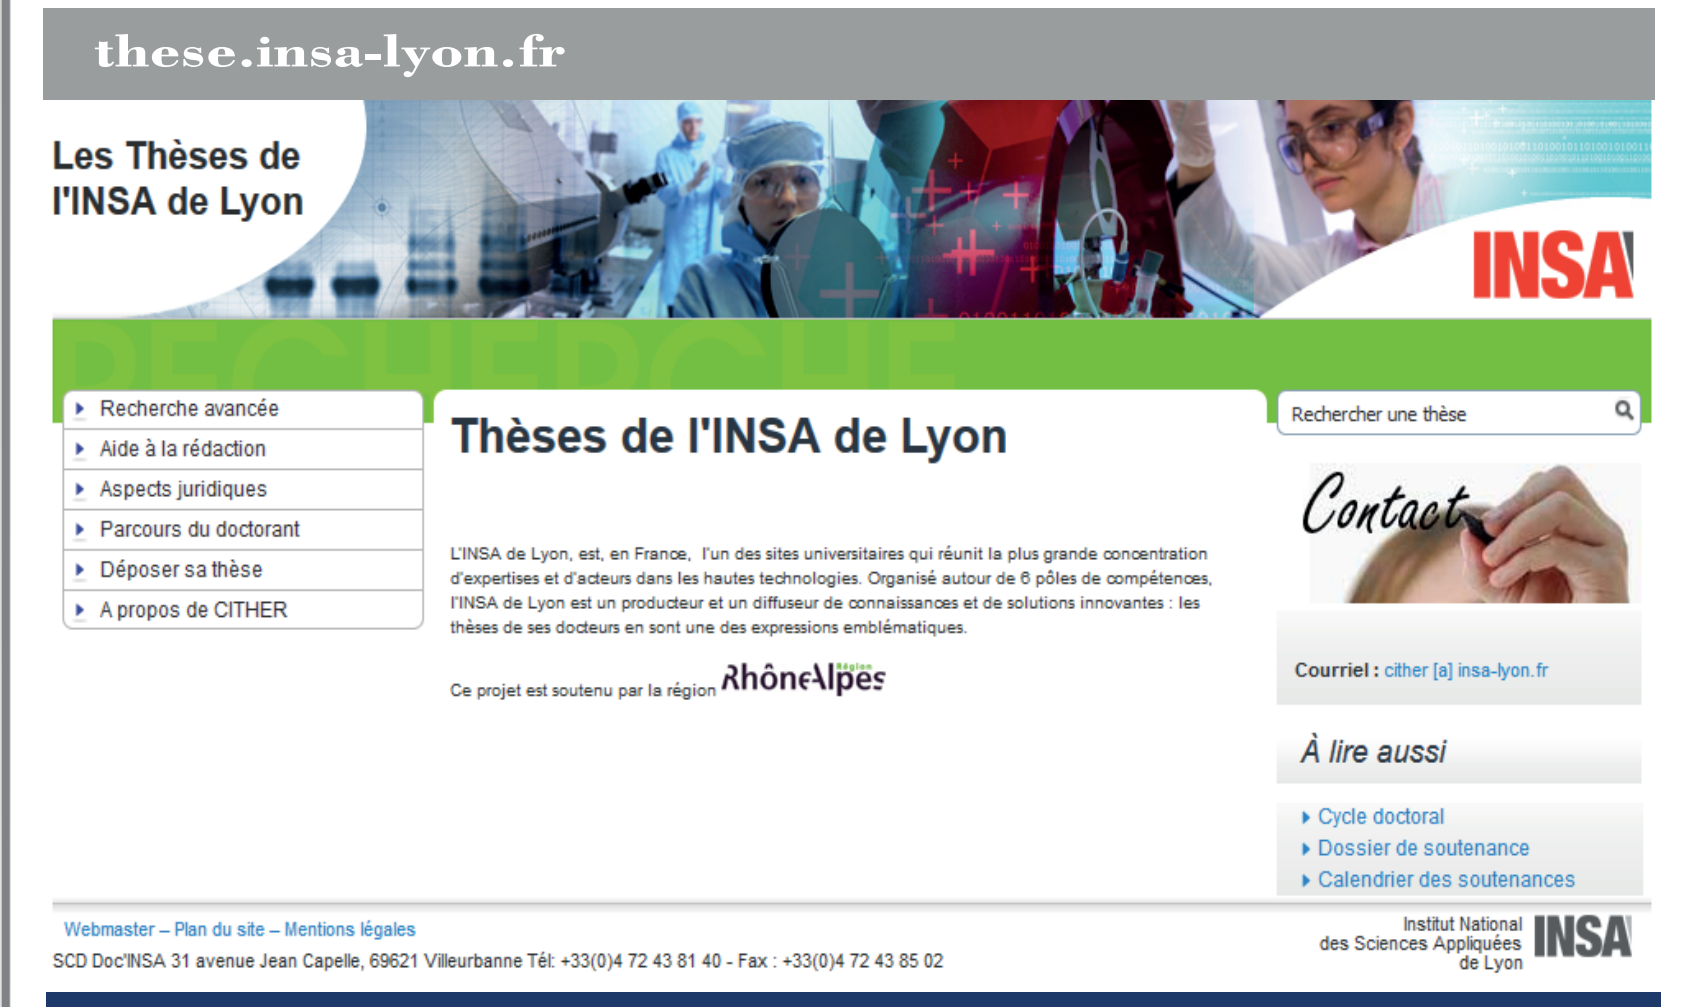 these.insa-lyon.fr
Les Thèses de
l'INSA de Lyon
INSA
RECHERCHE
Recherche avancée
Aide à la rédaction
Aspects juridiques
Parcours du doctorant
Déposer sa thèse
A propos de CITHER
Thèses de l'INSA de Lyon
L'INSA de Lyon, est, en France, l'un des sites universitaires qui réunit la plus grande concentration
d'expertises et d'acteurs dans les hautes technologies. Organisé autour de 6 pôles de compétences,
l'INSA de Lyon est un producteur et un diffuseur de connaissances et de solutions innovantes : les
thèses de ses docteurs en sont une des expressions emblématiques.
Ce projet est soutenu par la région RhôneAlpes Région
Rechercher une thèse
Contact
Courriel : cither [a] insa-lyon.fr
À lire aussi
Cycle doctoral
Dossier de soutenance
Calendrier des soutenances
Webmaster – Plan du site – Mentions légales
SCD Doc'INSA 31 avenue Jean Capelle, 69621 Villeurbanne Tél: +33(0)4 72 43 81 40 - Fax : +33(0)4 72 43 85 02
Institut National
des Sciences Appliquées
de Lyon
INSA